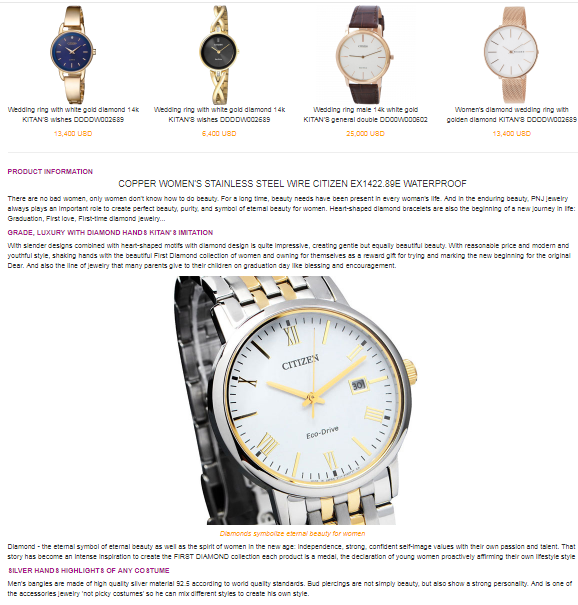 Wedding ring with white gold diamond 14k
KITAN'S wishes DDDDW002689
13,400 USD
Wedding ring with white gold diamond 14k
KITAN'S wishes DDDDW002689
6,400 USD
Wedding ring male 14k white gold
KITAN'S general double DD00W000602
25,000 USD
Women's diamond wedding ring with
golden diamond KITAN'S DDDDW002689
13,400 USD
PRODUCT INFORMATION
COPPER WOMEN'S STAINLESS STEEL WIRE CITIZEN EX1422.89E WATERPROOF
There are no bad women, only women don't know how to do beauty. For a long time, beauty needs have been present in every woman's life. And in the enduring beauty, PNJ jewelry
always plays an important role to create perfect beauty, purity, and symbol of eternal beauty for women. Heart-shaped diamond bracelets are also the beginning of a new journey in life:
Graduation, First love, First-time diamond jewelry...
GRADE, LUXURY WITH DIAMOND HANDS KITAN'S IMITATION
With slender designs combined with heart-shaped motifs with diamond design is quite impressive, creating gentle but equally beautiful beauty. With reasonable price and modern and
youthful style, shaking hands with the beautiful First Diamond collection of women and owning for themselves as a reward gift for trying and marking the new beginning for the original
Dear. And also the line of jewelry that many parents give to their children on graduation day like blessing and encouragement.
CITIZEN
30
Eco-Drive
Diamonds symbolize eternal beauty for women
Diamond - the eternal symbol of eternal beauty as well as the spirit of women in the new age: independence, strong, confident self-image values with their own passion and talent. That
story has become an intense inspiration to create the FIRST DIAMOND collection each product is a medal, the declaration of young women proactively affirming their own lifestyle style
SILVER HANDS HIGHLIGHTS OF ANY COSTUME
Men's bangles are made of high quality silver material 92.5 according to world quality standards. Bud piercings are not simply beauty, but also show a strong personality. And is one of
the accessories jewelry 'not picky costumes' so he can mix different styles to create his own style.